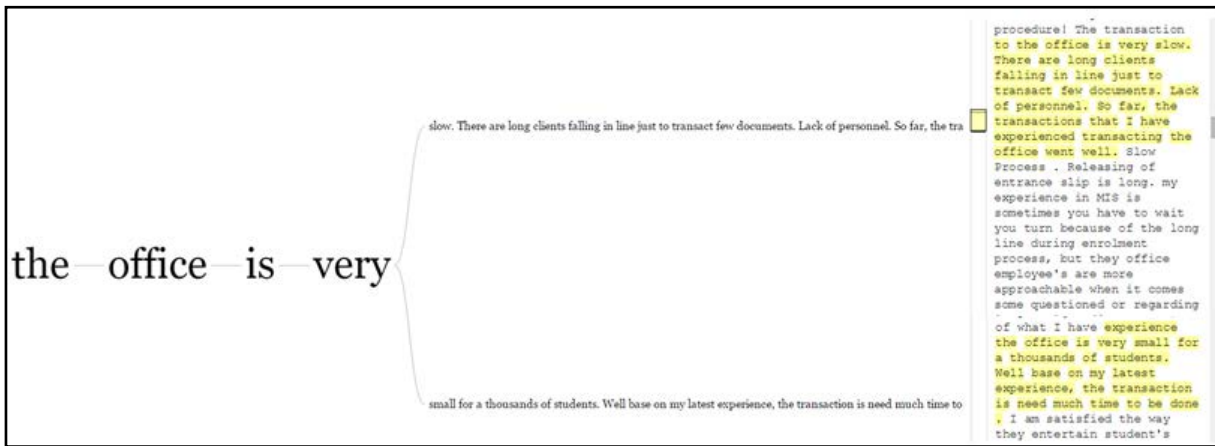 the office is very
slow. There are long clients falling in line just to transact few documents. Lack of personnel. So far, the tra
small for a thousands of students. Well base on my latest experience, the transaction is need much time to
procedure! The transaction
to the office is very slow.
There are long clients
falling in line just to
transact few documents. Lack
of personnel. So far, the
transactions that I have
experienced transacting the
office went well. Slow
Process . Releasing of
entrance slip is long. my
experience in MIS is
sometimes you have to wait
you turn because of the long
line during enrolment
process, but they office
employee's are more
approachable when it comes
some questioned or regarding
of what I have experience
the office is very small for
a thousands of students.
Well base on my latest
experience, the transaction
is need much time to be done
. I am satisfied the way
they entertain student's